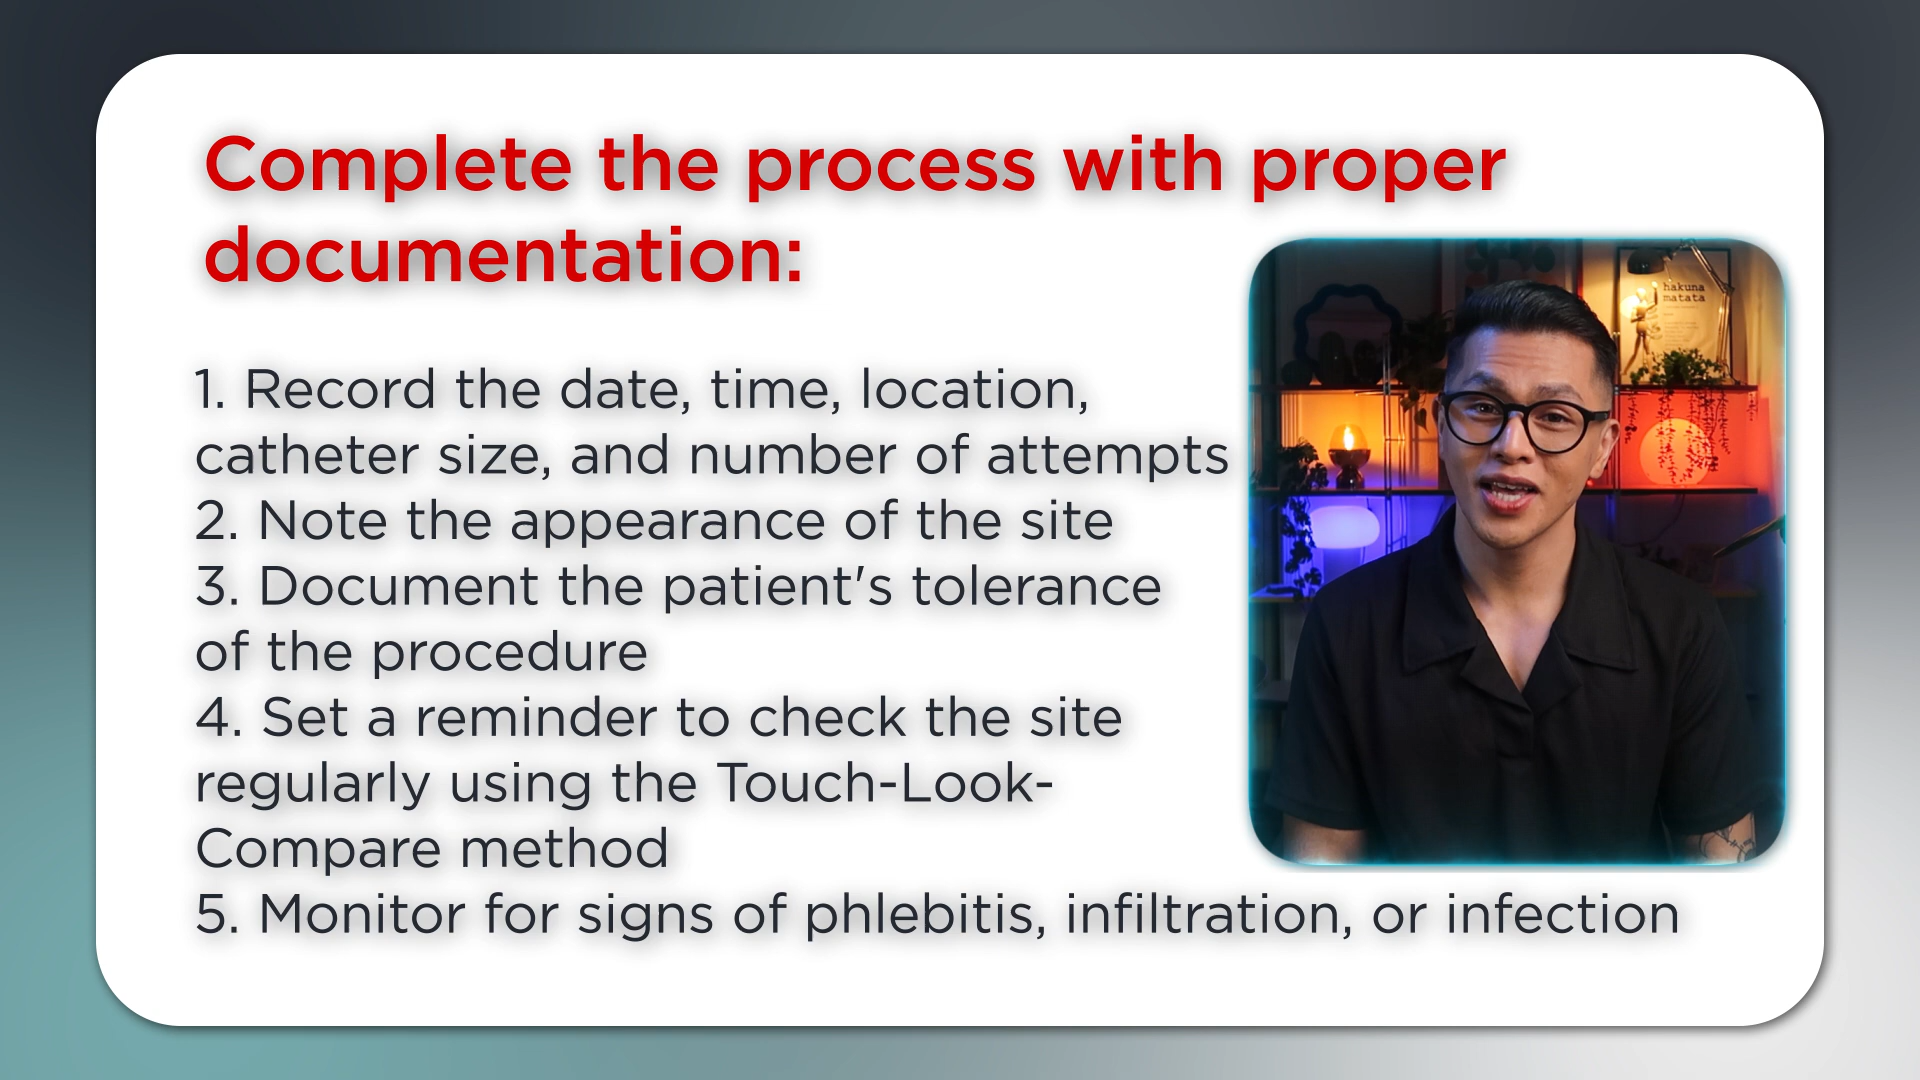 Complete the process with proper
documentation:
hakuna
matata
1. Record the date, time, location,
catheter size, and number of attempts
2. Note the appearance of the site
3. Document the patient's tolerance
of the procedure
4. Set a reminder to check the site
regularly using the Touch-Look-
Compare method
5. Monitor for signs of phlebitis, infiltration, or infection